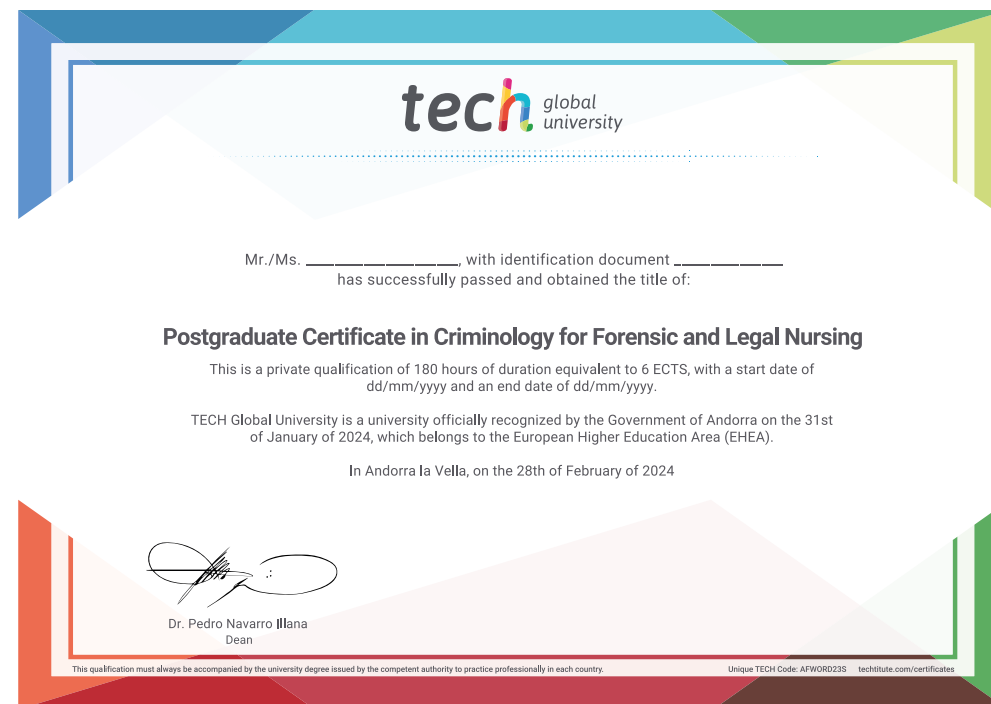 tech global university
Mr./Ms. __________________, with identification document _____________
has successfully passed and obtained the title of:
Postgraduate Certificate in Criminology for Forensic and Legal Nursing
This is a private qualification of 180 hours of duration equivalent to 6 ECTS, with a start date of
dd/mm/yyyy and an end date of dd/mm/yyyy.
TECH Global University is a university officially recognized by the Government of Andorra on the 31st
of January of 2024, which belongs to the European Higher Education Area (EHEA).
In Andorra la Vella, on the 28th of February of 2024
Dr. Pedro Navarro Illana
Dean
This qualification must always be accompanied by the university degree issued by the competent authority to practice professionally in each country.
Unique TECH Code: AFWORD23S techtitute.com/certificates